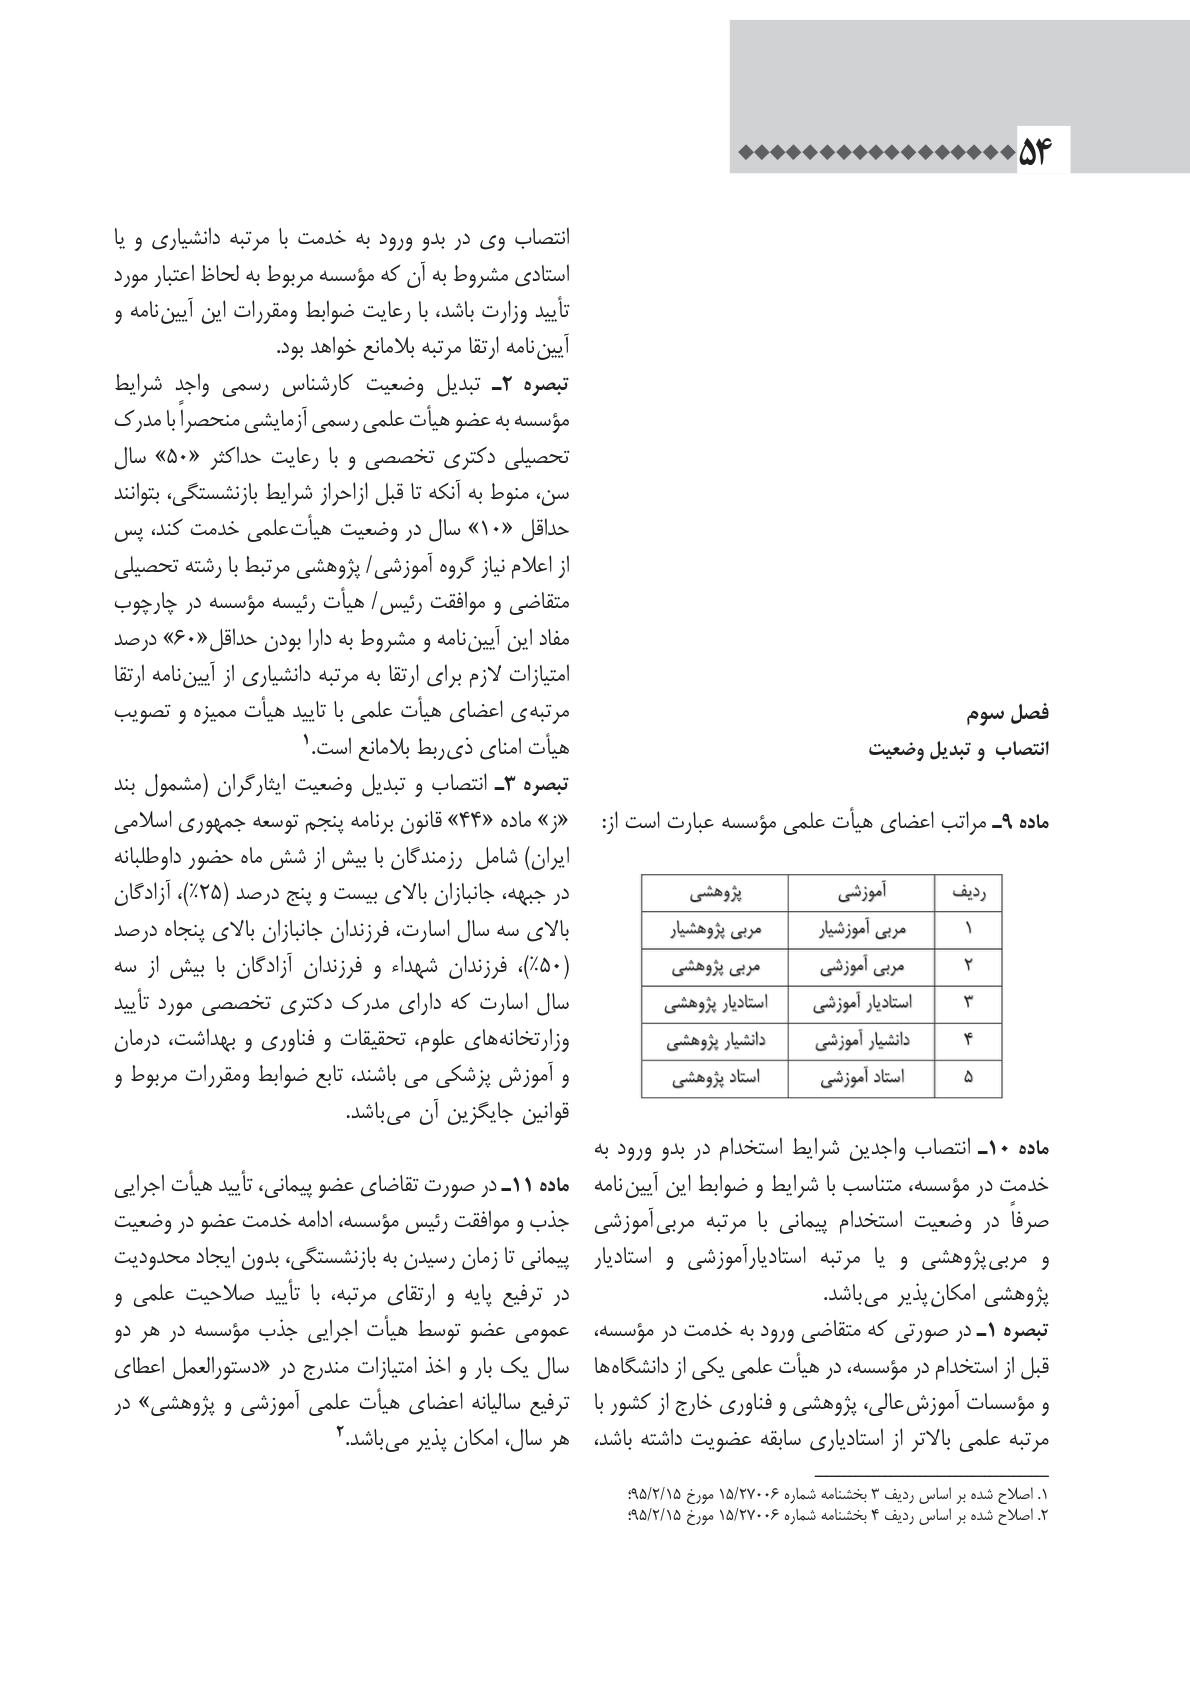 ۵۴
فصل سوم
انتصاب و تبدیل وضعیت
ماده ۹ـ مراتب اعضای هیأت علمی مؤسسه عبارت است از:
ردیف آموزشی پژوهشی
۱ مربی آموزشیار مربی پژوهشیار
۲ مربی آموزشی مربی پژوهشی
۳ استادیار آموزشی استادیار پژوهشی
۴ دانشیار آموزشی دانشیار پژوهشی
۵ استاد آموزشی استاد پژوهشی
ماده ۱۰ـ انتصاب واجدین شرایط استخدام در بدو ورود به
خدمت در مؤسسه، متناسب با شرایط و ضوابط این آیین‌نامه
صرفاً در وضعیت استخدام پیمانی با مرتبه مربی‌آموزشی
و مربی‌پژوهشی و یا مرتبه استادیارآموزشی و استادیار
پژوهشی امکان‌پذیر می‌باشد.
تبصره ۱ـ در صورتی که متقاضی ورود به خدمت در مؤسسه،
قبل از استخدام در مؤسسه، در هیأت علمی یکی از دانشگاه‌ها
و مؤسسات آموزش‌عالی، پژوهشی و فناوری خارج از کشور با
مرتبه علمی بالاتر از استادیاری سابقه عضویت داشته باشد،
انتصاب وی در بدو ورود به خدمت با مرتبه دانشیاری و یا
استادی مشروط به آن که مؤسسه مربوط به لحاظ اعتبار مورد
تأیید وزارت باشد، با رعایت ضوابط ومقررات این آیین‌نامه و
آیین‌نامه ارتقا مرتبه بلامانع خواهد بود.
تبصره ۲ـ تبدیل وضعیت کارشناس رسمی واجد شرایط
مؤسسه به عضو هیأت علمی رسمی آزمایشی منحصراً با مدرک
تحصیلی دکتری تخصصی و با رعایت حداکثر «۵۰» سال
سن، منوط به آنکه تا قبل ازاحراز شرایط بازنشستگی، بتوانند
حداقل «۱۰» سال در وضعیت هیأت‌علمی خدمت کند، پس
از اعلام نیاز گروه آموزشی/ پژوهشی مرتبط با رشته تحصیلی
متقاضی و موافقت رئیس/ هیأت رئیسه مؤسسه در چارچوب
مفاد این آیین‌نامه و مشروط به دارا بودن حداقل«۶۰» درصد
امتیازات لازم برای ارتقا به مرتبه دانشیاری از آیین‌نامه ارتقا
مرتبه‌ی اعضای هیأت علمی با تایید هیأت ممیزه و تصویب
هیأت امنای ذی‌ربط بلامانع است.۱
تبصره ۳ـ انتصاب و تبدیل وضعیت ایثارگران (مشمول بند
«ز» ماده «۴۴» قانون برنامه پنجم توسعه جمهوری اسلامی
ایران) شامل رزمندگان با بیش از شش ماه حضور داوطلبانه
در جبهه، جانبازان بالای بیست و پنج درصد (۲۵٪)، آزادگان
بالای سه سال اسارت، فرزندان جانبازان بالای پنجاه درصد
(۵۰٪)، فرزندان شهداء و فرزندان آزادگان با بیش از سه
سال اسارت که دارای مدرک دکتری تخصصی مورد تأیید
وزارتخانه‌های علوم، تحقیقات و فناوری و بهداشت، درمان
و آموزش پزشکی می باشند، تابع ضوابط ومقررات مربوط و
قوانین جایگزین آن می‌باشد.
ماده ۱۱ـ در صورت تقاضای عضو پیمانی، تأیید هیأت اجرایی
جذب و موافقت رئیس مؤسسه، ادامه خدمت عضو در وضعیت
پیمانی تا زمان رسیدن به بازنشستگی، بدون ایجاد محدودیت
در ترفیع پایه و ارتقای مرتبه، با تأیید صلاحیت علمی و
عمومی عضو توسط هیأت اجرایی جذب مؤسسه در هر دو
سال یک بار و اخذ امتیازات مندرج در «دستورالعمل اعطای
ترفیع سالیانه اعضای هیأت علمی آموزشی و پژوهشی» در
هر سال، امکان پذیر می‌باشد.۲
۱. اصلاح شده بر اساس ردیف ۳ بخشنامه شماره ۱۵/۲۷۰۰۶ مورخ ۹۵/۲/۱۵؛
۲. اصلاح شده بر اساس ردیف ۴ بخشنامه شماره ۱۵/۲۷۰۰۶ مورخ ۹۵/۲/۱۵؛